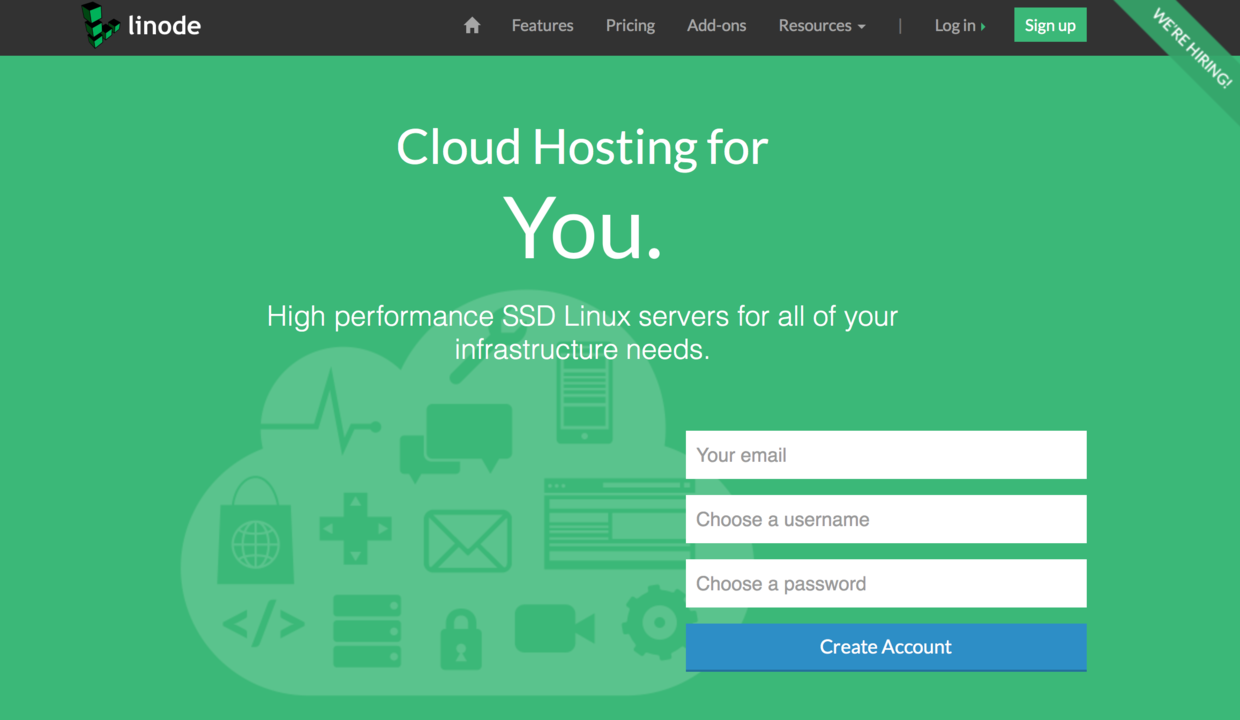 linode
Features
Pricing
Add-ons
Resources
|
Log in
Sign up
WE'RE HIRING!
Cloud Hosting for
You.
High performance SSD Linux servers for all of your
infrastructure needs.
Your email
Choose a username
Choose a password
</>
Create Account